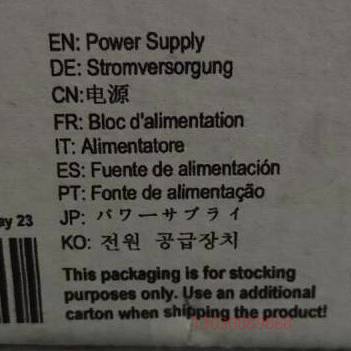 EN: Power Supply
DE: Stromversorgung
CN:电源
FR: Bloc d'alimentation
IT: Alimentatore
ES: Fuente de alimentación
PT: Fonte de alimentação
ay 23
JP: パワーサプライ
KO: 전원 공급장치
This packaging is for stocking
purposes only. Use an additional
carton when shipping the product!